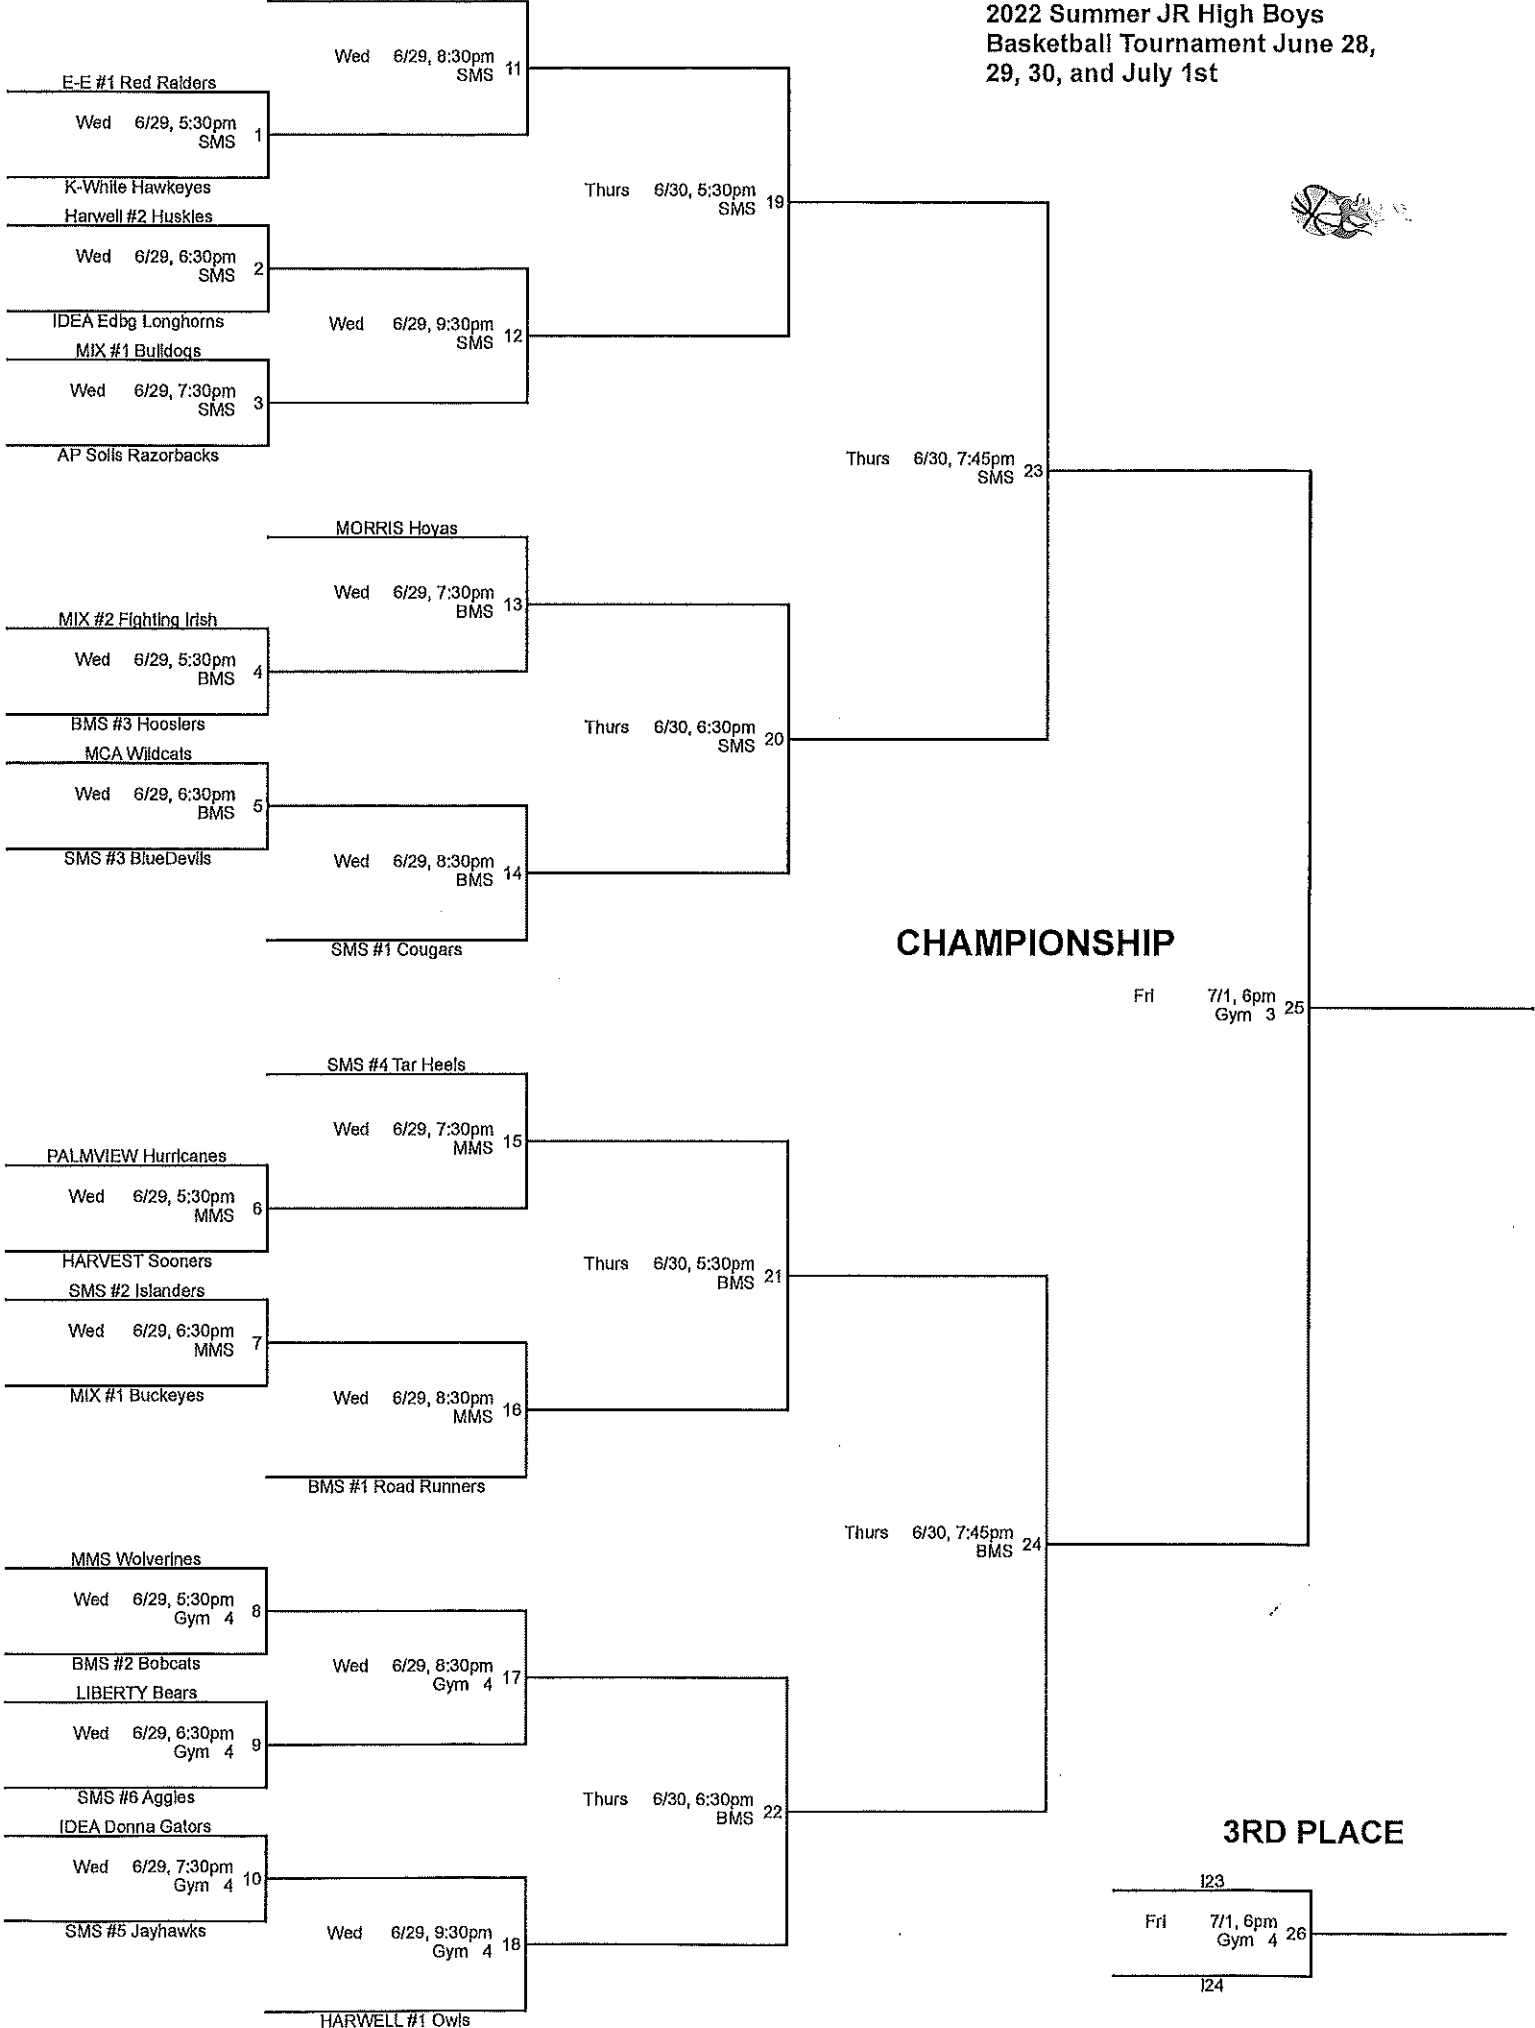 2022 Summer JR High Boys
Basketball Tournament June 28,
29, 30, and July 1st
Wed 6/29, 8:30pm
SMS 11
E-E #1 Red Raiders
Wed 6/29, 5:30pm
SMS 1
K-White Hawkeyes
Thurs 6/30, 5:30pm
SMS 19
Harwell #2 Huskies
Wed 6/29, 6:30pm
SMS 2
IDEA Edbg Longhorns
Wed 6/29, 9:30pm
SMS 12
MIX #1 Bulldogs
Wed 6/29, 7:30pm
SMS 3
AP Solis Razorbacks
Thurs 6/30, 7:45pm
SMS 23
MORRIS Hoyas
Wed 6/29, 7:30pm
BMS 13
MIX #2 Fighting Irish
Wed 6/29, 5:30pm
BMS 4
BMS #3 Hoosiers
Thurs 6/30, 6:30pm
SMS 20
MCA Wildcats
Wed 6/29, 6:30pm
BMS 5
SMS #3 BlueDevils
Wed 6/29, 8:30pm
BMS 14
SMS #1 Cougars
CHAMPIONSHIP
Fri 7/1, 6pm
Gym 3 25
SMS #4 Tar Heels
Wed 6/29, 7:30pm
MMS 15
PALMVIEW Hurricanes
Wed 6/29, 5:30pm
MMS 6
HARVEST Sooners
Thurs 6/30, 5:30pm
BMS 21
SMS #2 Islanders
Wed 6/29, 6:30pm
MMS 7
MIX #1 Buckeyes
Wed 6/29, 8:30pm
MMS 16
BMS #1 Road Runners
Thurs 6/30, 7:45pm
BMS 24
MMS Wolverines
Wed 6/29, 5:30pm
Gym 4 8
BMS #2 Bobcats
Wed 6/29, 8:30pm
Gym 4 17
LIBERTY Bears
Wed 6/29, 6:30pm
Gym 4 9
SMS #6 Aggies
Thurs 6/30, 6:30pm
BMS 22
IDEA Donna Gators
Wed 6/29, 7:30pm
Gym 4 10
SMS #5 Jayhawks
Wed 6/29, 9:30pm
Gym 4 18
HARWELL #1 Owls
3RD PLACE
l23
Fri 7/1, 6pm
Gym 4 26
l24